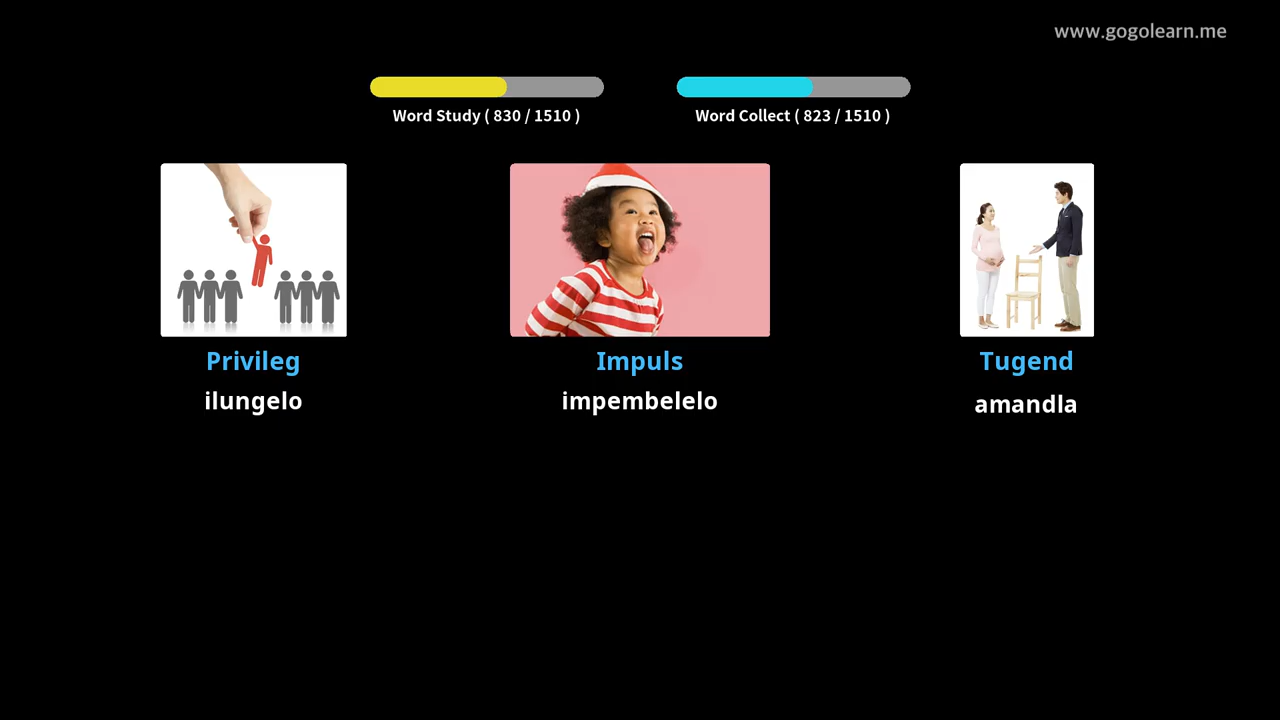 www.gogolearn.me
Word Study ( 830 / 1510 )
Word Collect ( 823 / 1510 )
Privileg
Impuls
Tugend
ilungelo
impembelelo
amandla